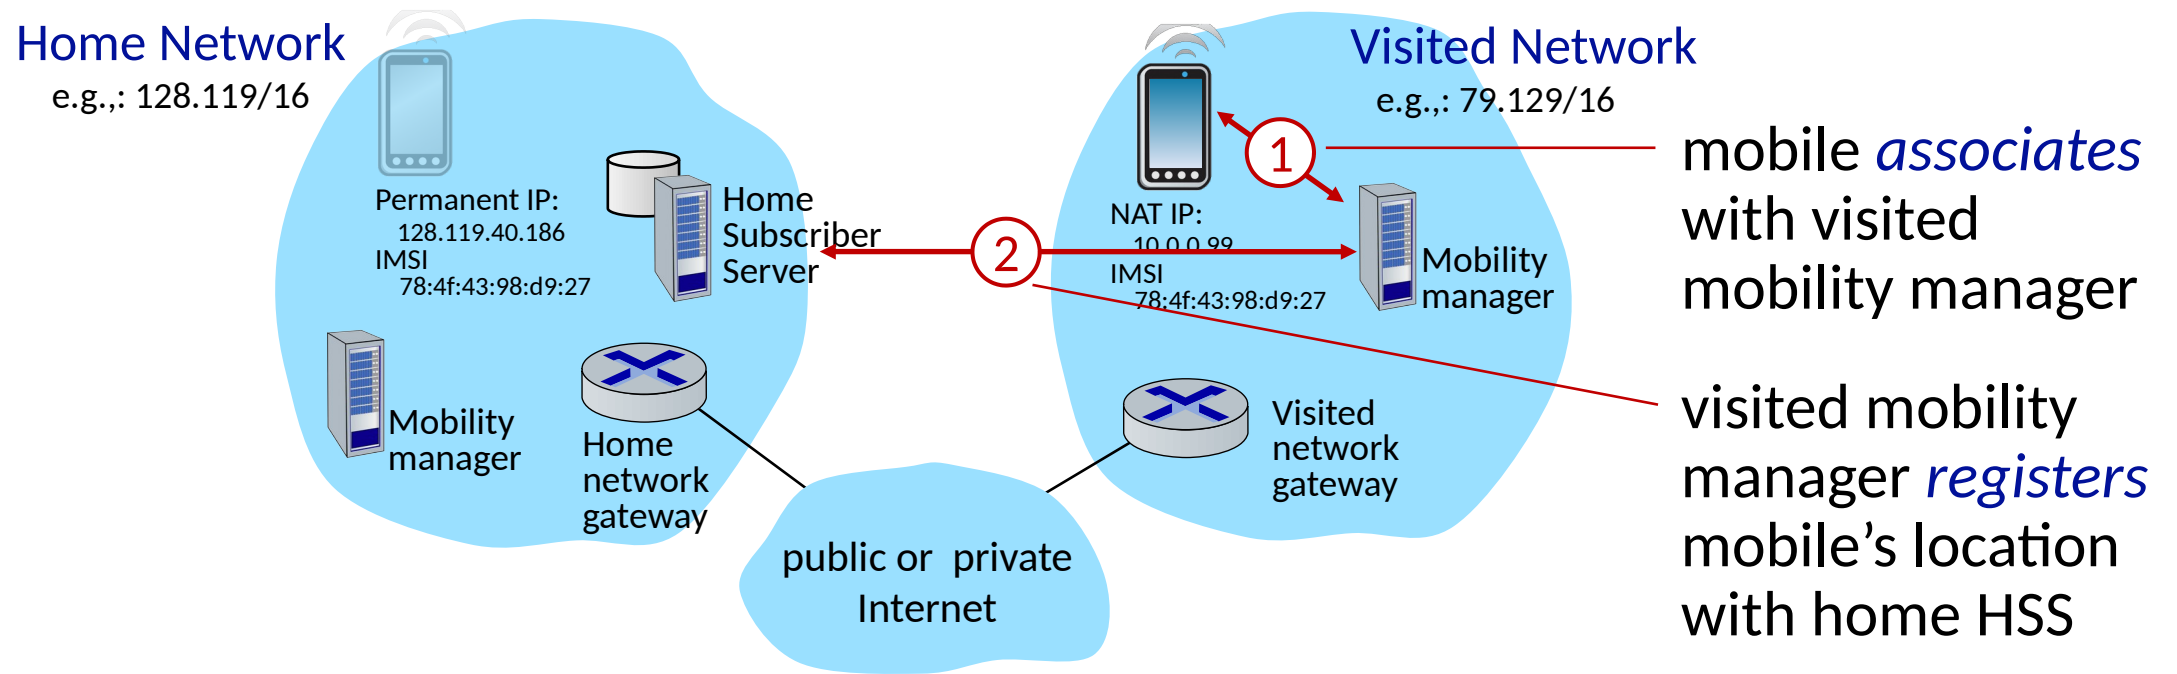 Home Network
e.g.,: 128.119/16
Permanent IP:
128.119.40.186
IMSI
78:4f:43:98:d9:27
Home
Subscriber
Server
Mobility
manager
Home
network
gateway
public or  private
Internet
Visited Network
e.g.,: 79.129/16
1
2
NAT IP:
10.0.0.99
IMSI
78:4f:43:98:d9:27
Mobility
manager
Visited
network
gateway
mobile associates
with visited
mobility manager
visited mobility
manager registers
mobile’s location
with home HSS